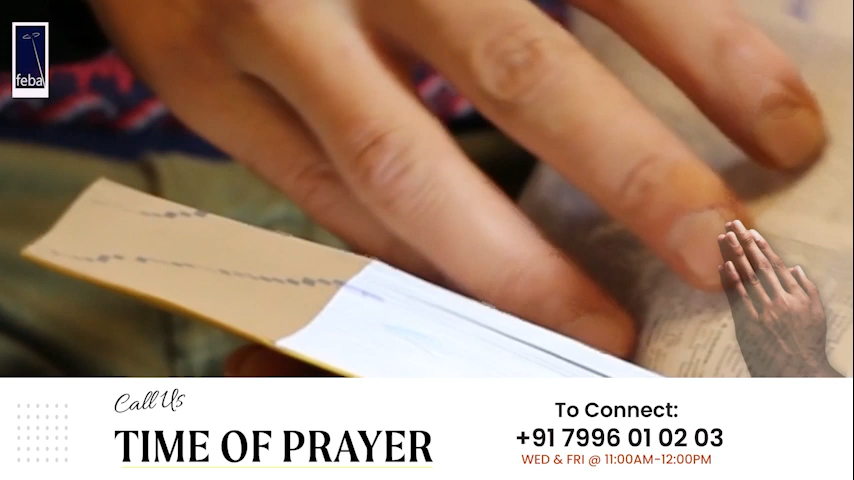 feba
Call Us
TIME OF PRAYER
To Connect:
+91 7996 01 02 03
WED & FRI @ 11:00AM-12:00PM